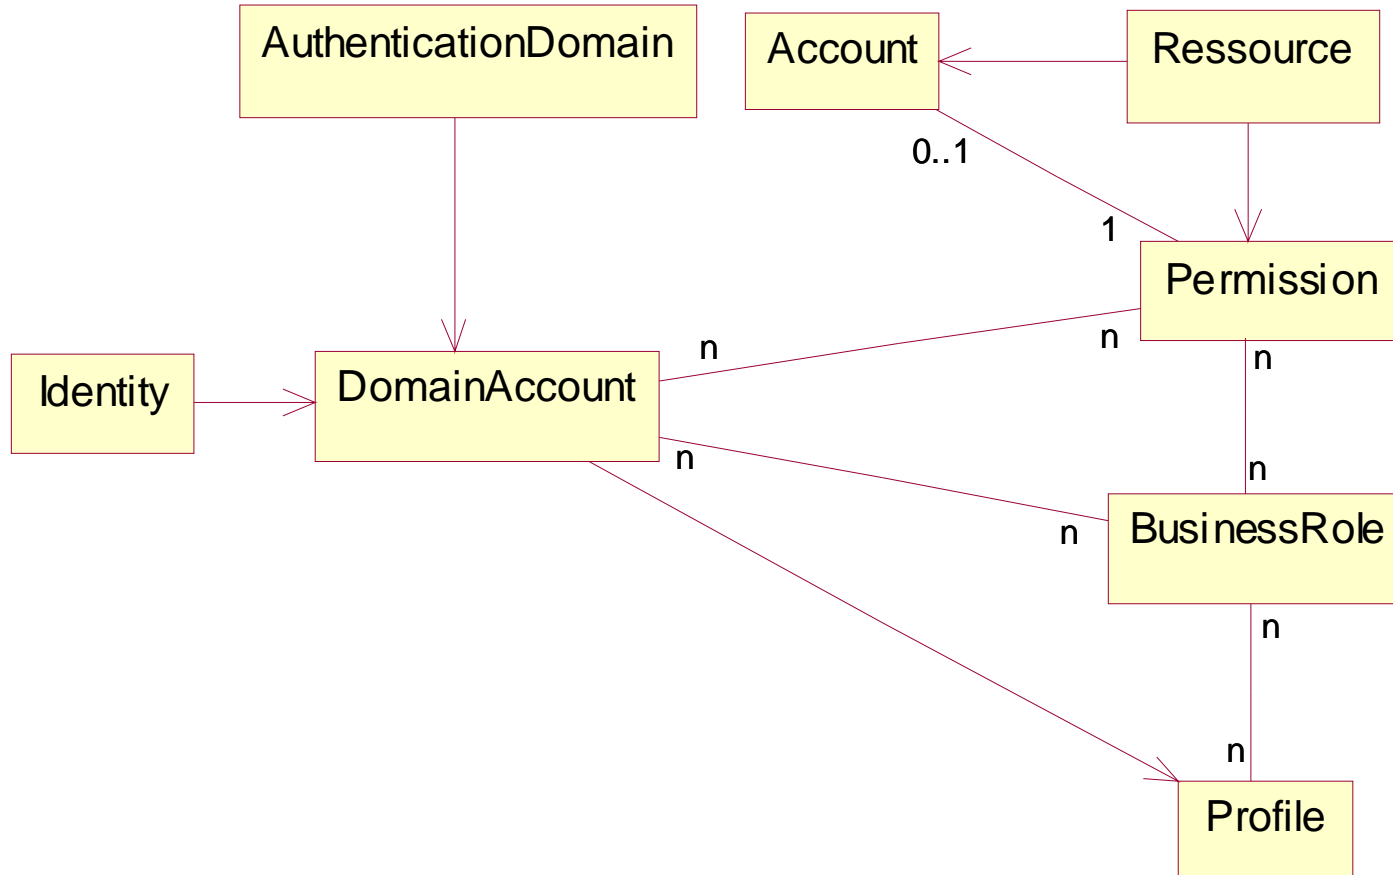 AuthenticationDomain
Account
Ressource
0..1
1
Permission
n
n
n
Identity
DomainAccount
n
n
n
BusinessRole
n
n
Profile